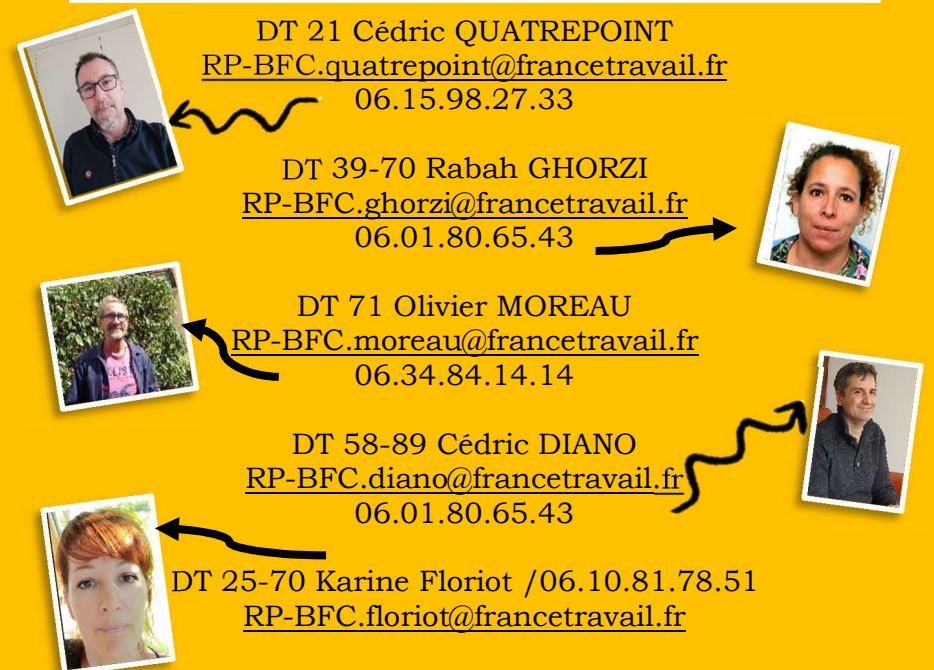 DT 21 Cédric QUATREPOINT
RP-BFC.quatrepoint@francetravail.fr
06.15.98.27.33
DT 39-70 Rabah GHORZI
RP-BFC.ghorzi@francetravail.fr
06.01.80.65.43
DT 71 Olivier MOREAU
RP-BFC.moreau@francetravail.fr
06.34.84.14.14
DT 58-89 Cédric DIANO
RP-BFC.diano@francetravail.fr
06.01.80.65.43
DT 25-70 Karine Floriot /06.10.81.78.51
RP-BFC.floriot@francetravail.fr